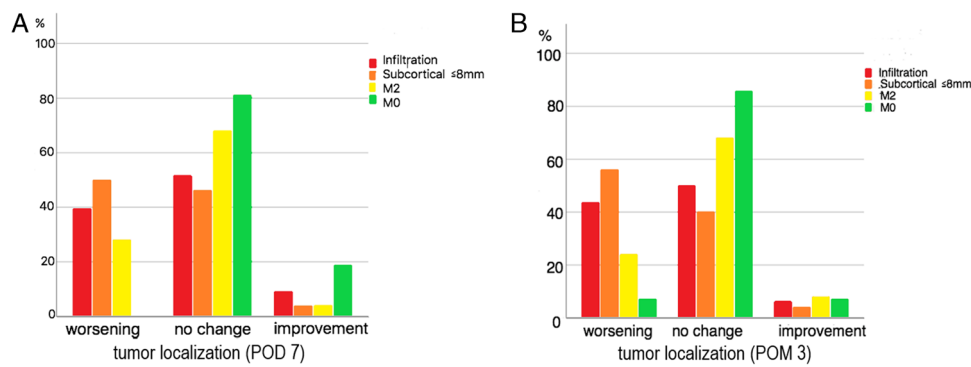 A
%
100
80
60
40
20
0
Infiltration
Subcortical ≤8mm
M2
M0
worsening no change improvement
tumor localization (POD 7)
B
%
100
80
60
40
20
0
Infiltration
Subcortical ≤8mm
M2
M0
worsening no change improvement
tumor localization (POM 3)